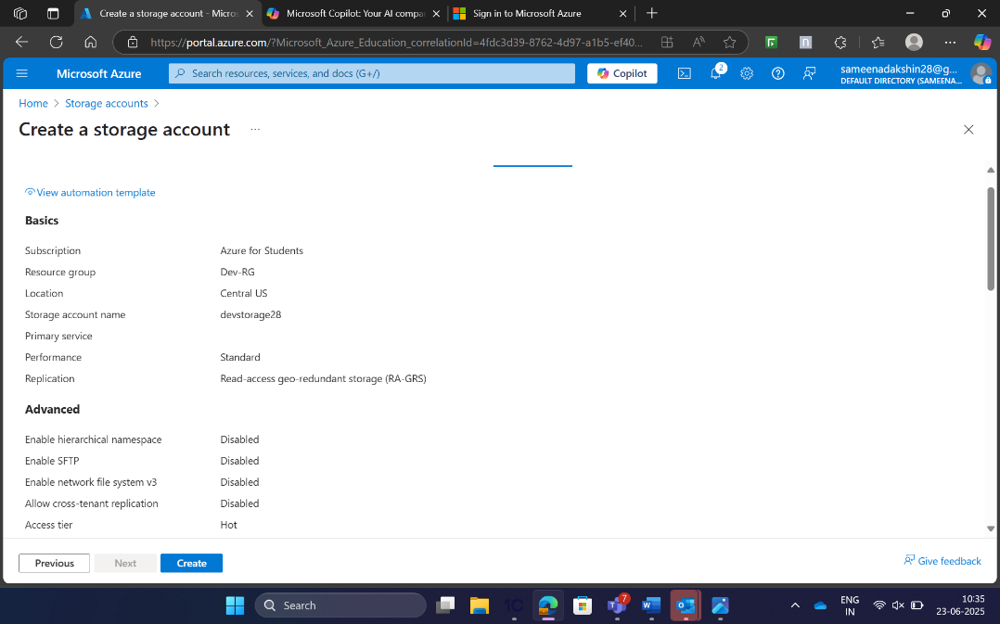 Create a storage account - Micros
Microsoft Copilot: Your AI compa
Sign in to Microsoft Azure
https://portal.azure.com/?Microsoft_Azure_Education_correlationId=4fdc3d39-8762-4d97-a1b5-ef40...
Microsoft Azure
Search resources, services, and docs (G+/)
Copilot
2
sameenadakshin28@g...
DEFAULT DIRECTORY (SAMEENA...
Home > Storage accounts >
Create a storage account ...
View automation template
Basics
Subscription Azure for Students
Resource group Dev-RG
Location Central US
Storage account name devstorage28
Primary service
Performance Standard
Replication Read-access geo-redundant storage (RA-GRS)
Advanced
Enable hierarchical namespace Disabled
Enable SFTP Disabled
Enable network file system v3 Disabled
Allow cross-tenant replication Disabled
Access tier Hot
Previous Next Create
Give feedback
Search
7
ENG
IN
10:35
23-06-2025